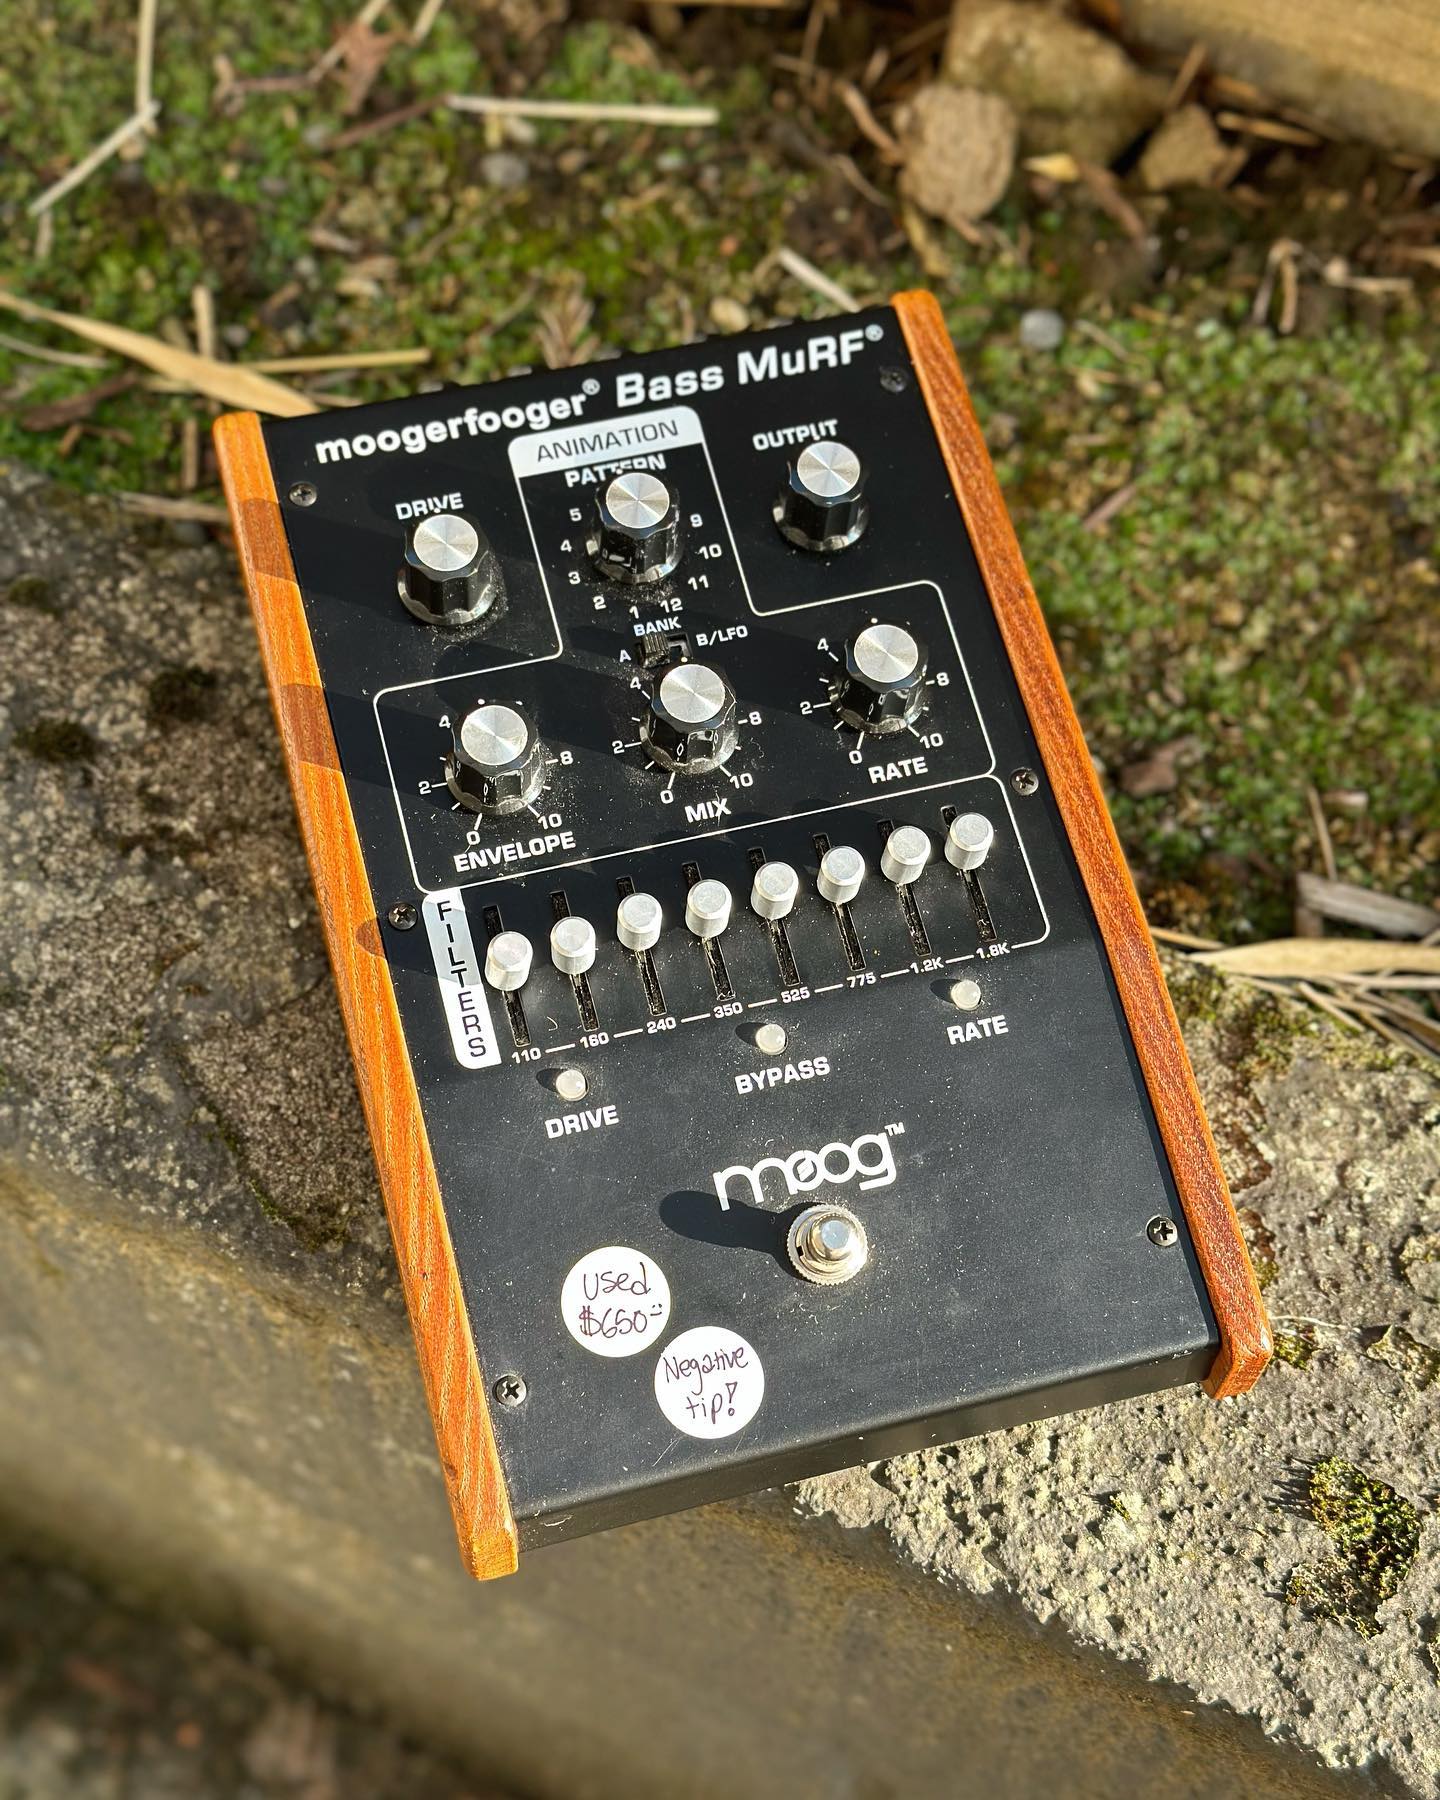 moogerfooger® Bass MuRF®
ANIMATION
PATTERN
OUTPUT
DRIVE
5
9
4
10
3
11
2
1
12
BANK
A
B/LFO
4
8
2
0
10
ENVELOPE
4
8
2
0
10
MIX
4
8
2
0
10
RATE
FILTERS
110 — 160 — 240 — 350 — 525 — 775 — 1.2K — 1.8K
DRIVE
BYPASS
RATE
moog™
Used
$650
Negative
tip!